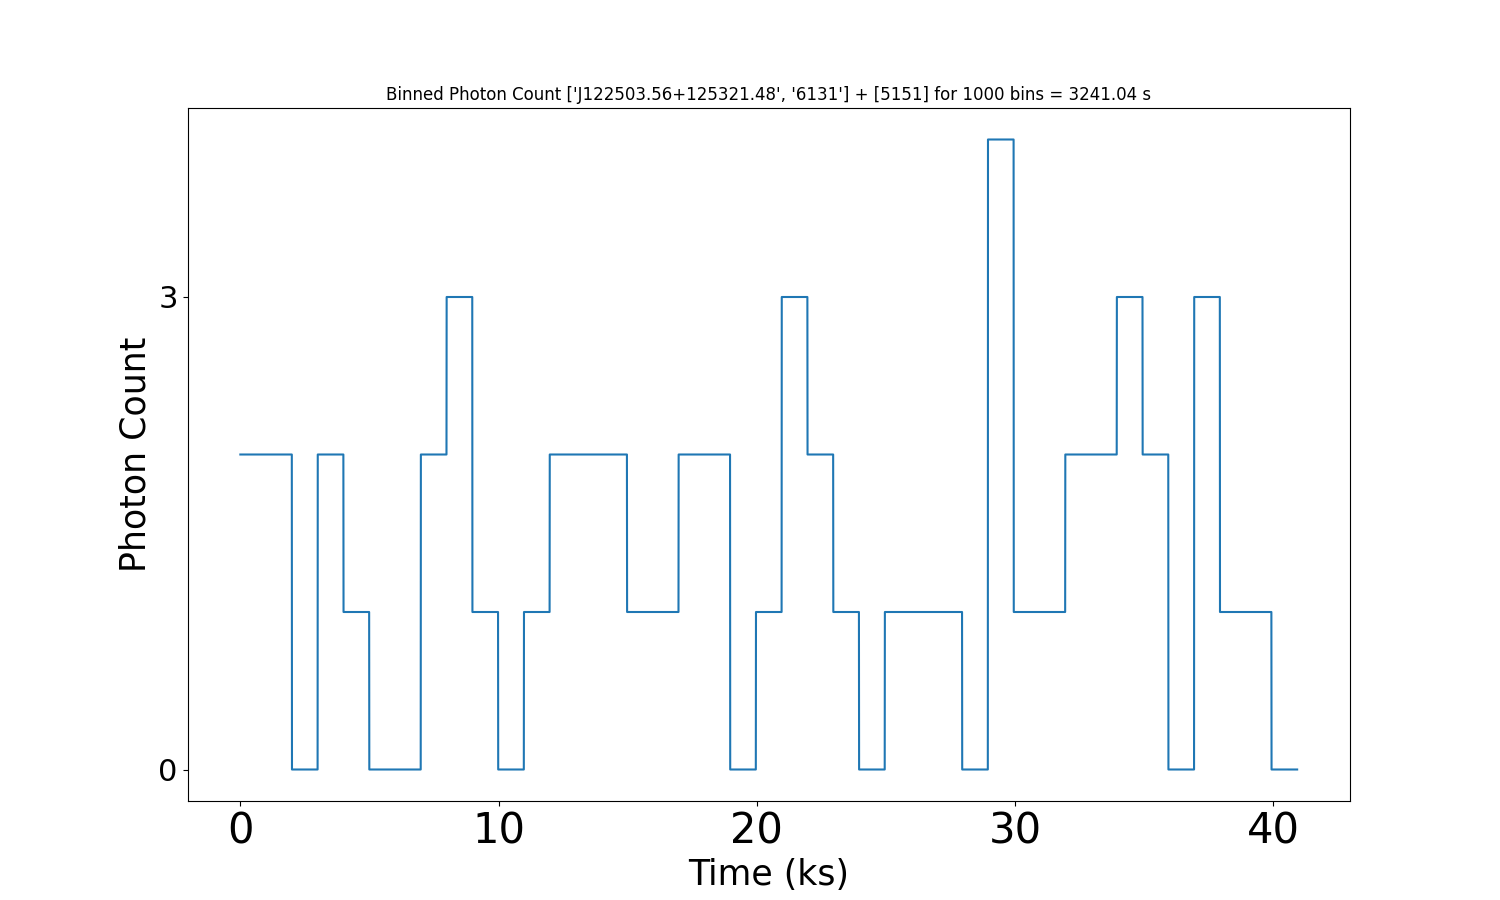 Binned Photon Count ['J122503.56+125321.48', '6131'] + [5151] for 1000 bins = 3241.04 s
3
Photon Count
0
0 10 20 30 40
Time (ks)